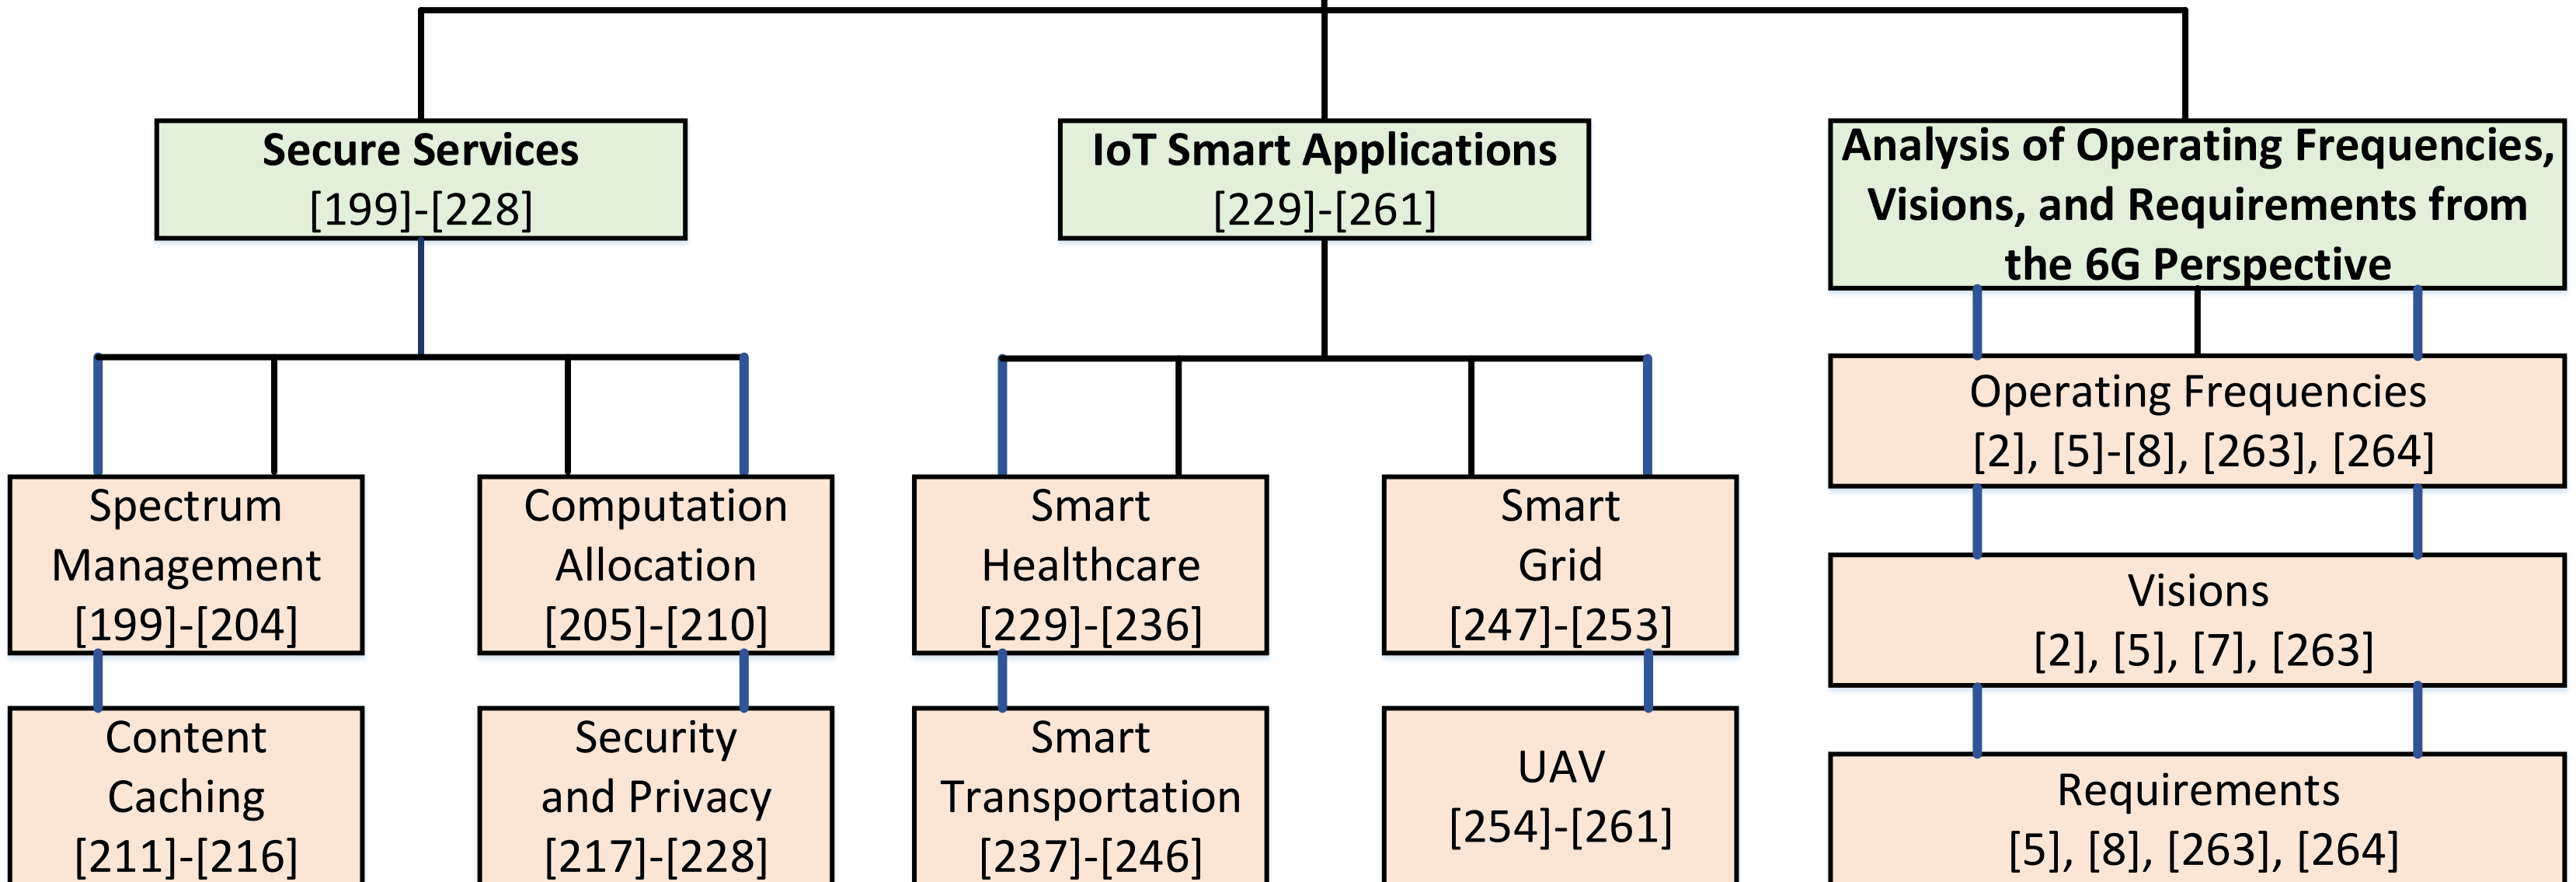 Secure Services
[199]-[228]
IoT Smart Applications
[229]-[261]
Analysis of Operating Frequencies,
Visions, and Requirements from
the 6G Perspective
Spectrum
Management
[199]-[204]
Computation
Allocation
[205]-[210]
Smart
Healthcare
[229]-[236]
Smart
Grid
[247]-[253]
Operating Frequencies
[2], [5]-[8], [263], [264]
Content
Caching
[211]-[216]
Security
and Privacy
[217]-[228]
Smart
Transportation
[237]-[246]
UAV
[254]-[261]
Visions
[2], [5], [7], [263]
Requirements
[5], [8], [263], [264]